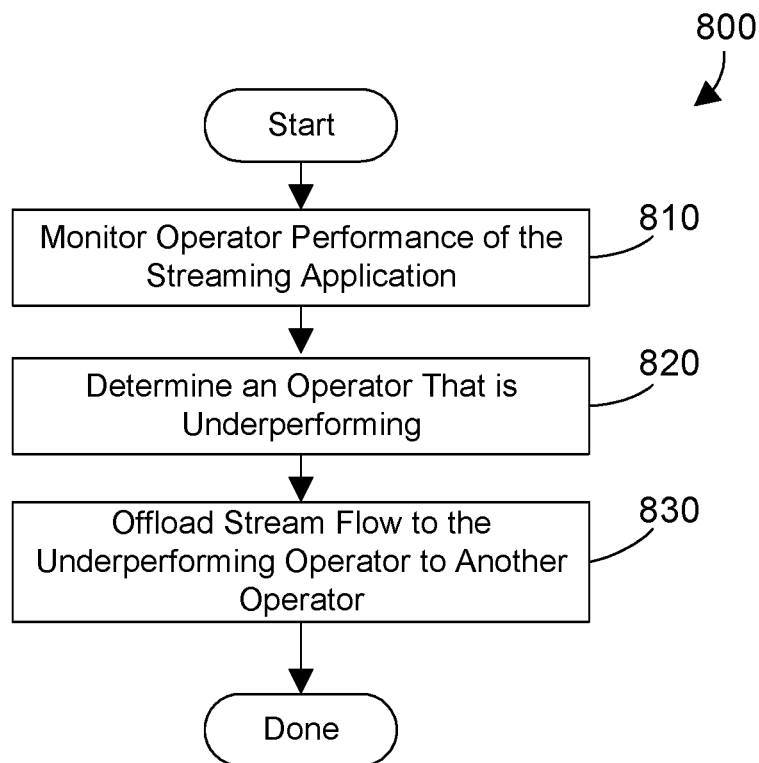 800
Start
Monitor Operator Performance of the
Streaming Application
810
Determine an Operator That is
Underperforming
820
Offload Stream Flow to the
Underperforming Operator to Another
Operator
830
Done